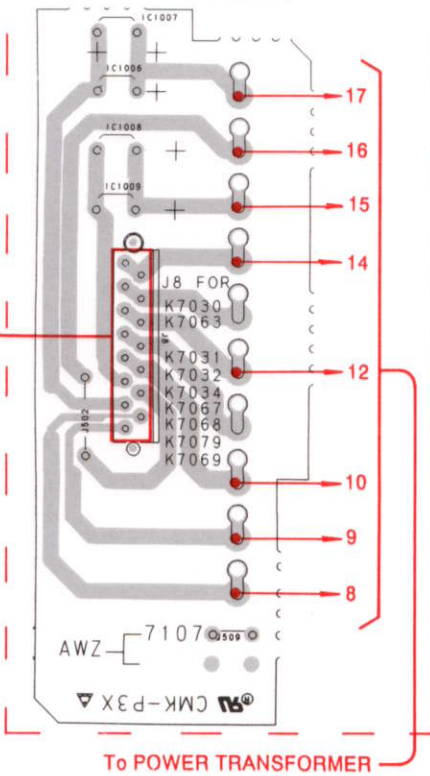 IC1007
IC1006
17
IC1008
16
IC1009
15
14
J8 FOR
K7030
K7063
J8
K7031
K7032
12
K7034
K7067
J502
K7068
K7079
K7069
10
9
8
7107
J509
AWZ
CMK-P3X
To POWER TRANSFORMER